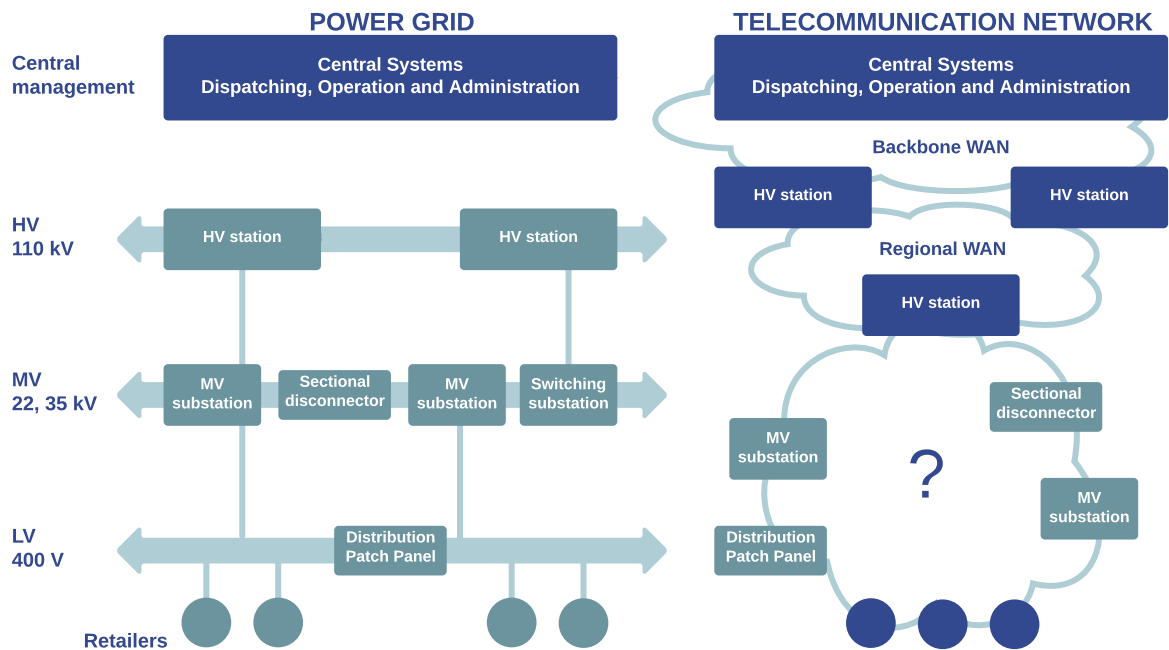 POWER GRID
TELECOMMUNICATION NETWORK
Central
management
Central Systems
Dispatching, Operation and Administration
Central Systems
Dispatching, Operation and Administration
Backbone WAN
HV station
HV station
HV
110 kV
HV station
HV station
Regional WAN
HV station
MV
22, 35 kV
MV
substation
Sectional
disconnector
MV
substation
Switching
substation
Sectional
disconnector
MV
substation
?
MV
substation
LV
400 V
Distribution
Patch Panel
Distribution
Patch Panel
Retailers